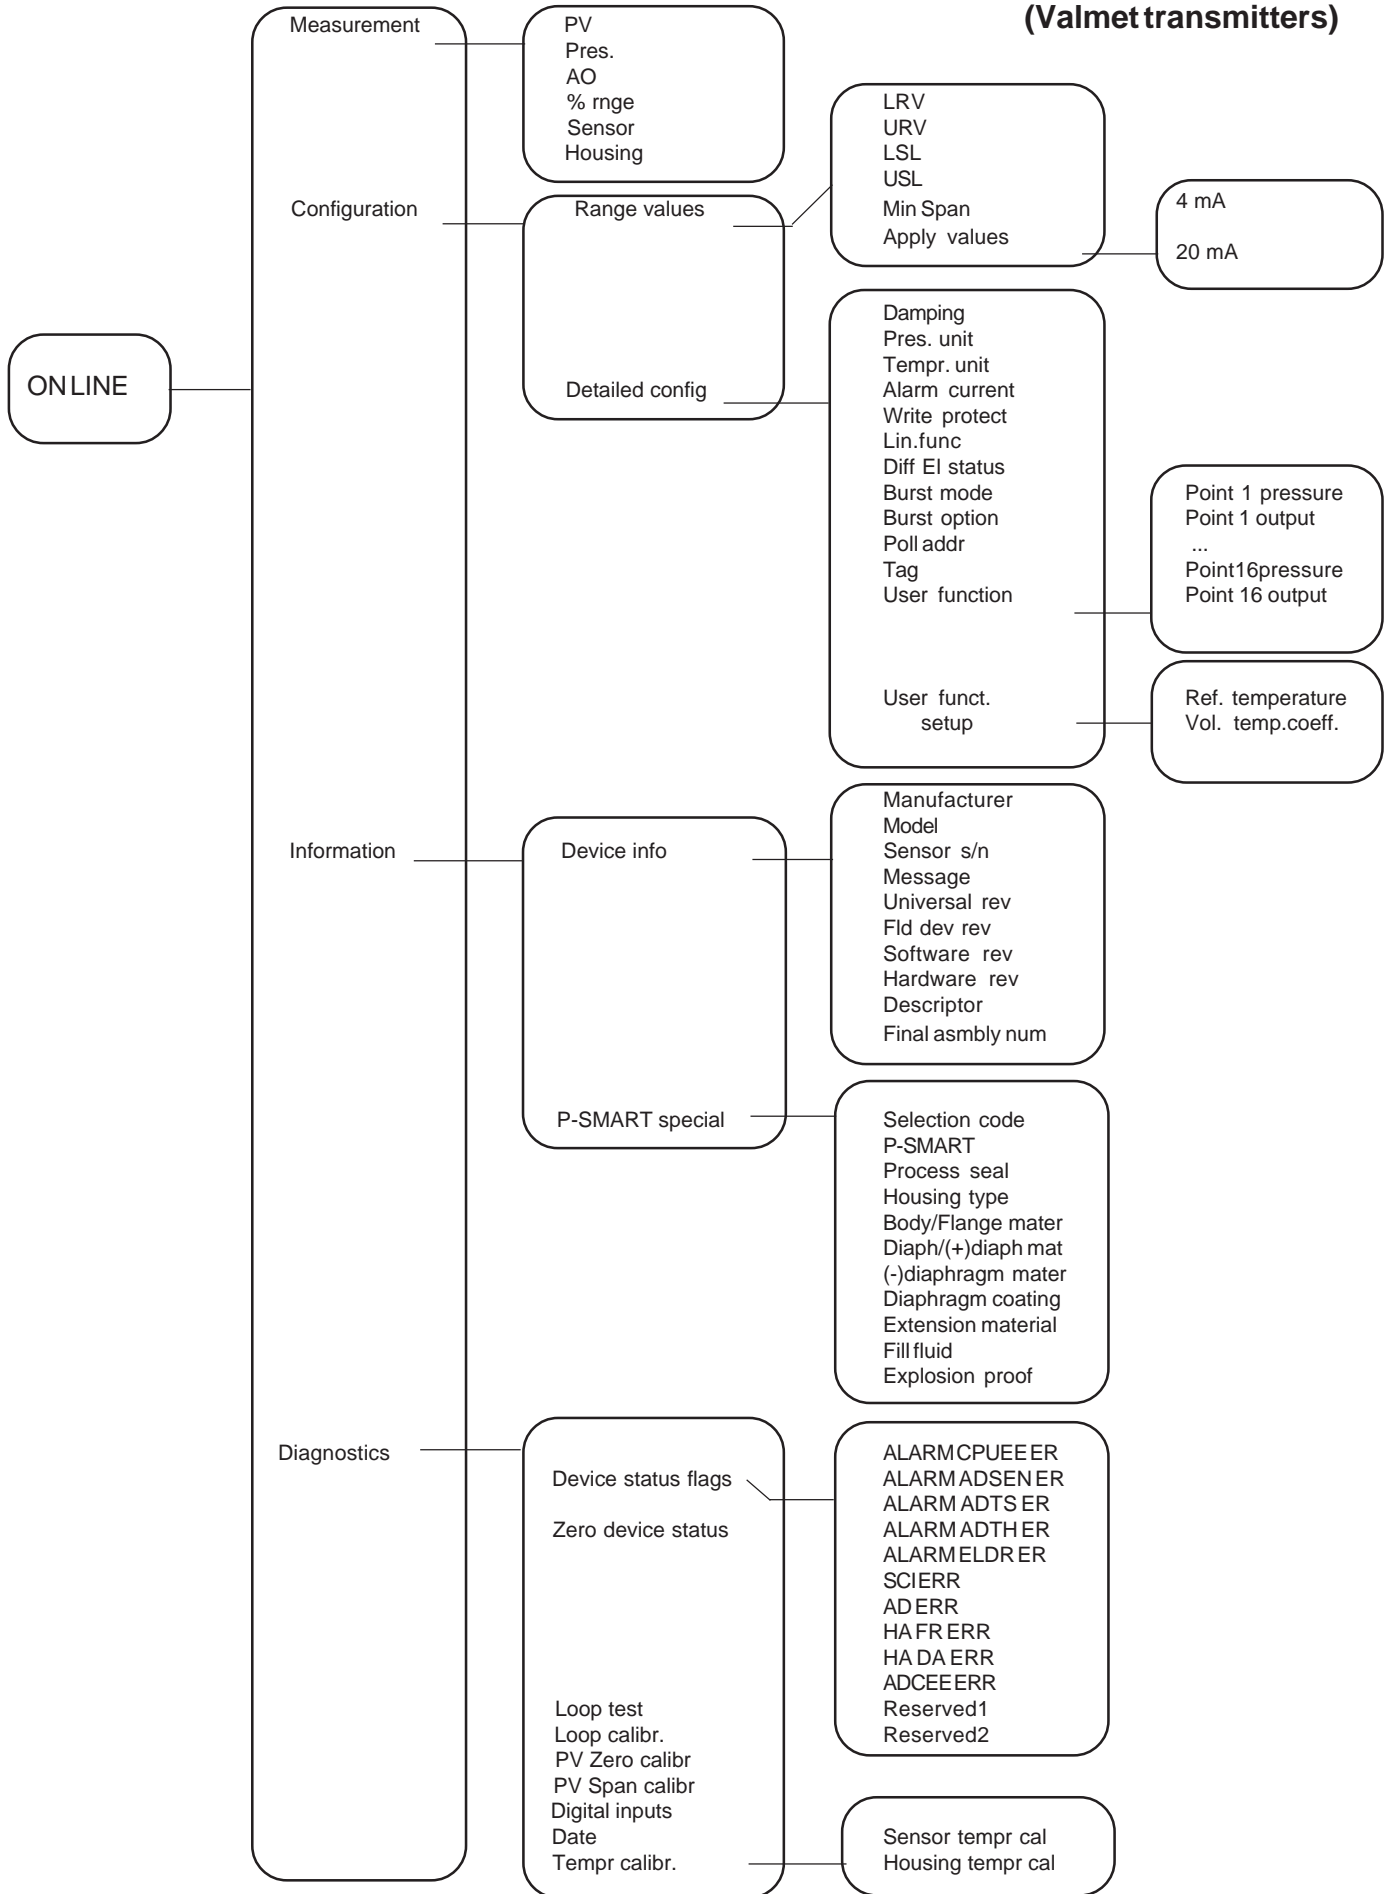 (Valmet transmitters)
ONLINE
Measurement
Configuration
Information
Diagnostics
PV
Pres.
AO
% rnge
Sensor
Housing
Range values
Detailed config
LRV
URV
LSL
USL
Min Span
Apply values
4 mA
20 mA
Damping
Pres. unit
Tempr. unit
Alarm current
Write protect
Lin.func
Diff El status
Burst mode
Burst option
Poll addr
Tag
User function
User funct.
setup
Point 1 pressure
Point 1 output
...
Point16pressure
Point 16 output
Ref. temperature
Vol. temp.coeff.
Device info
P-SMART special
Manufacturer
Model
Sensor s/n
Message
Universal rev
Fld dev rev
Software rev
Hardware rev
Descriptor
Final asmbly num
Selection code
P-SMART
Process seal
Housing type
Body/Flange mater
Diaph/(+)diaph mat
(-)diaphragm mater
Diaphragm coating
Extension material
Fill fluid
Explosion proof
Device status flags
Zero device status
Loop test
Loop calibr.
PV Zero calibr
PV Span calibr
Digital inputs
Date
Tempr calibr.
ALARM CPUEE ER
ALARM ADSEN ER
ALARM ADTS ER
ALARM ADTH ER
ALARM ELDR ER
SCI ERR
AD ERR
HA FR ERR
HA DA ERR
ADCEE ERR
Reserved1
Reserved2
Sensor tempr cal
Housing tempr cal